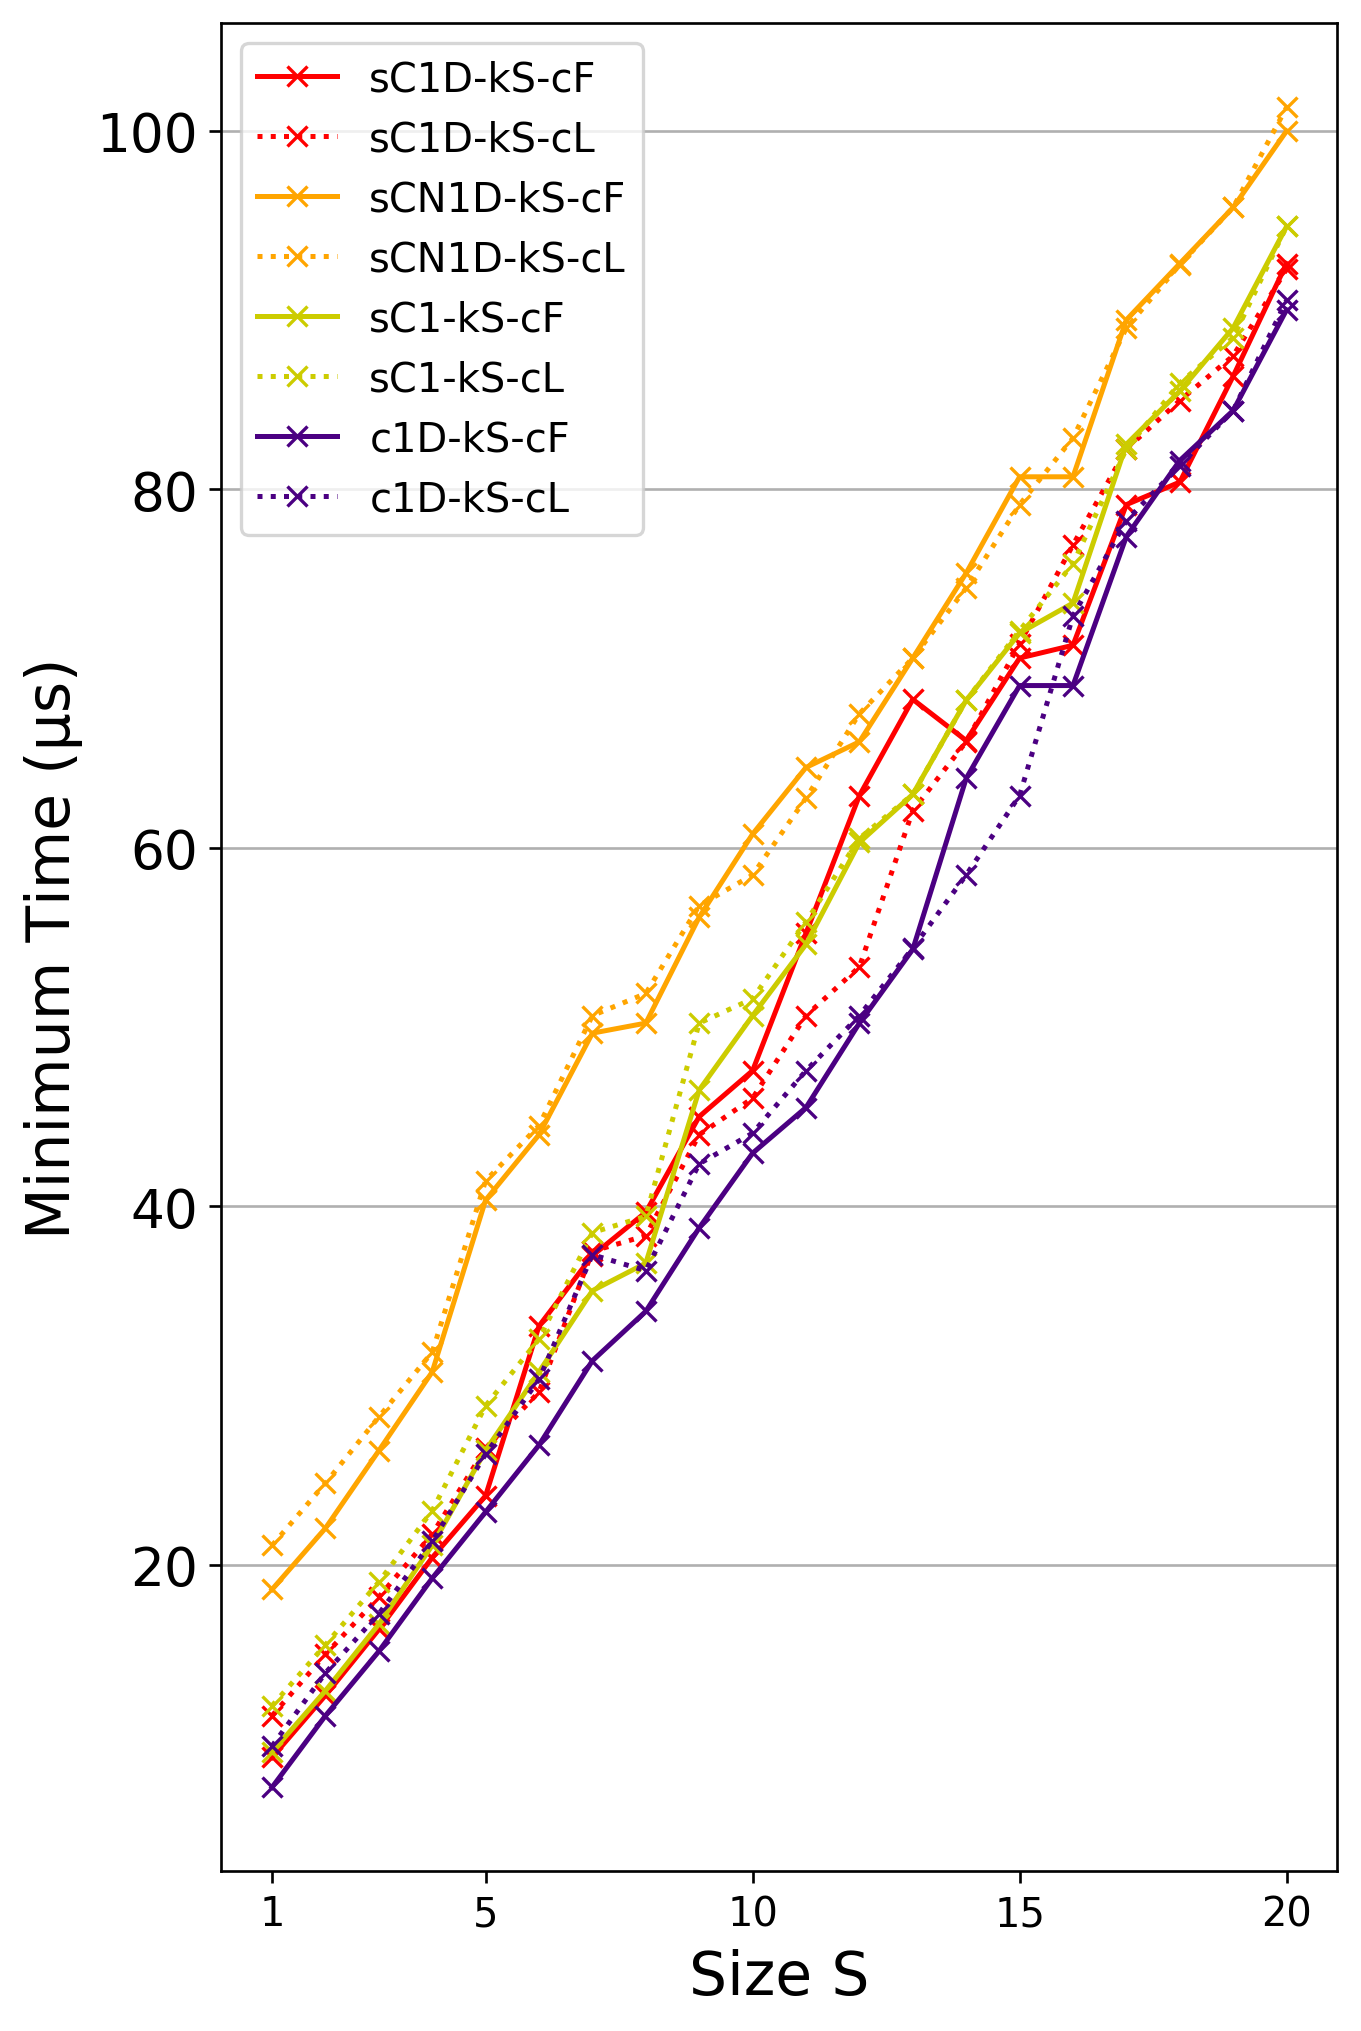 sC1D-kS-cF
sC1D-kS-cL
sCN1D-kS-cF
sCN1D-kS-cL
sC1-kS-cF
sC1-kS-cL
c1D-kS-cF
c1D-kS-cL
100
80
60
40
20
Minimum Time (µs)
1 5 10 15 20
Size S